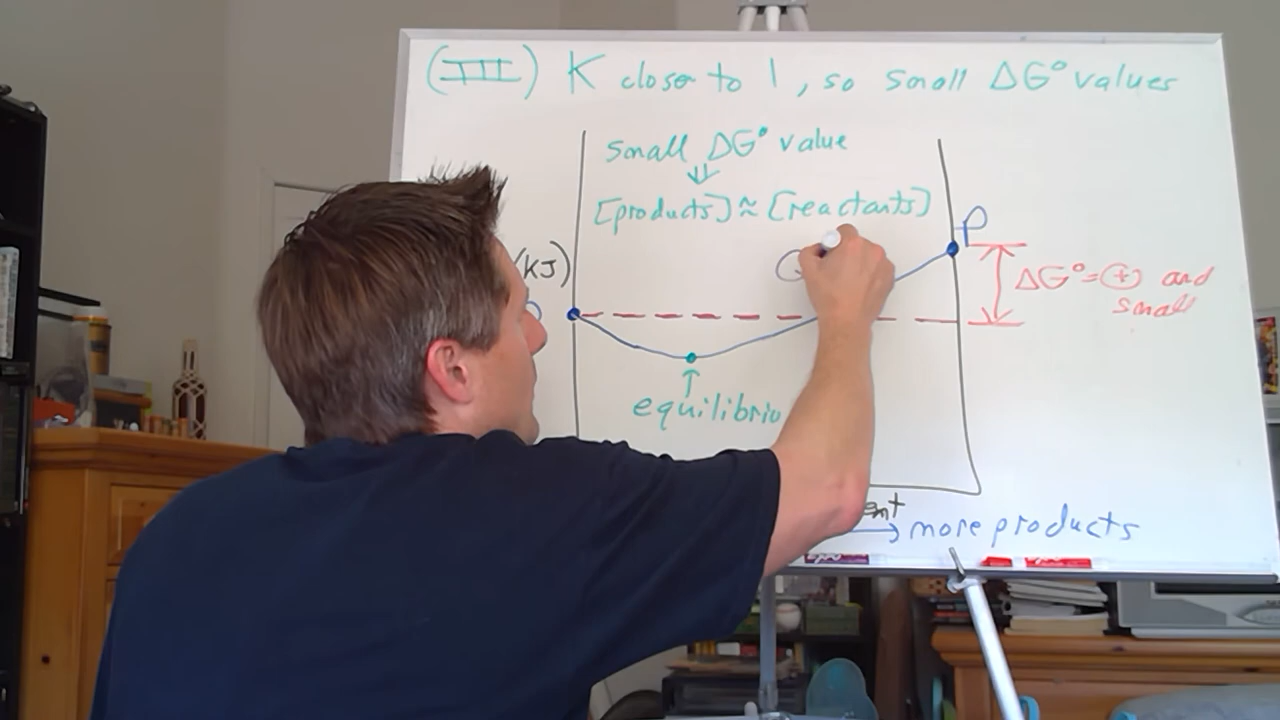 (III) K close to 1, so small ΔG° values
small ΔG° value
⇓
[products] ≈ [reactants]
P
(KJ)
ΔG° = (+) and
small
↑
equilibriu
→ more products
expo